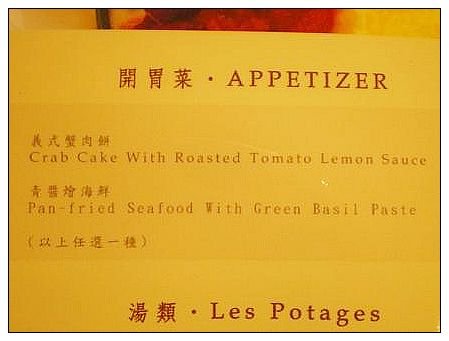 開胃菜・APPETIZER
義式蟹肉餅
Crab Cake With Roasted Tomato Lemon Sauce
青醬燴海鮮
Pan-fried Seafood With Green Basil Paste
(以上任選一種)
湯類・Les Potages